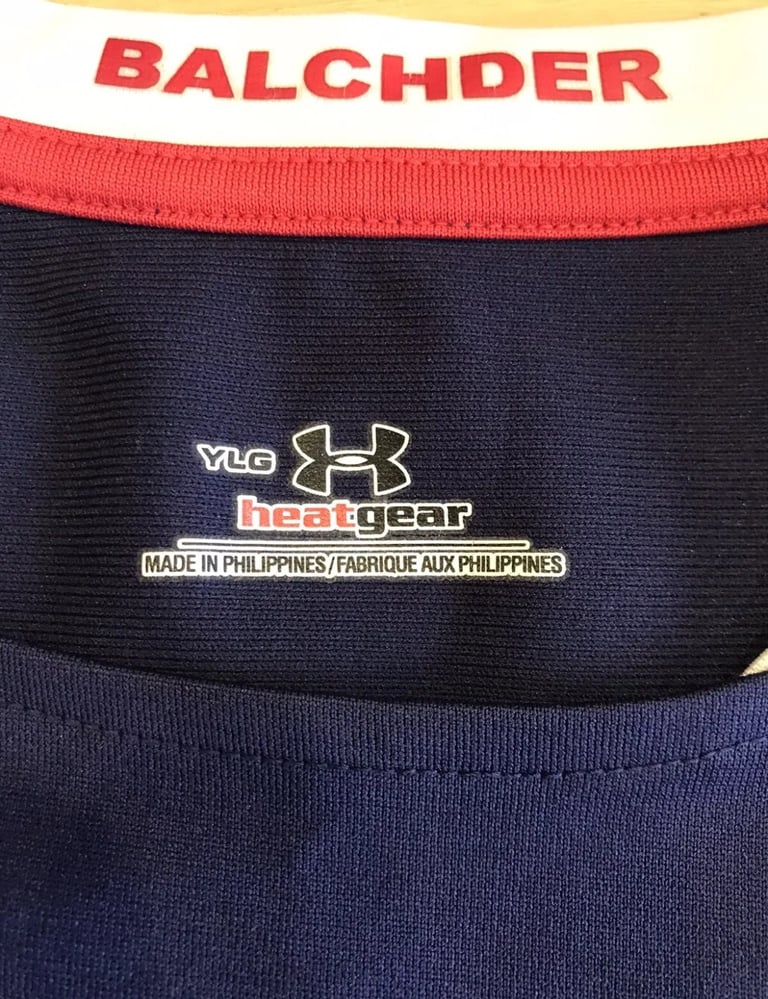 BALCHDER
YLG
heatgear
MADE IN PHILIPPINES/FABRIQUE AUX PHILIPPINES